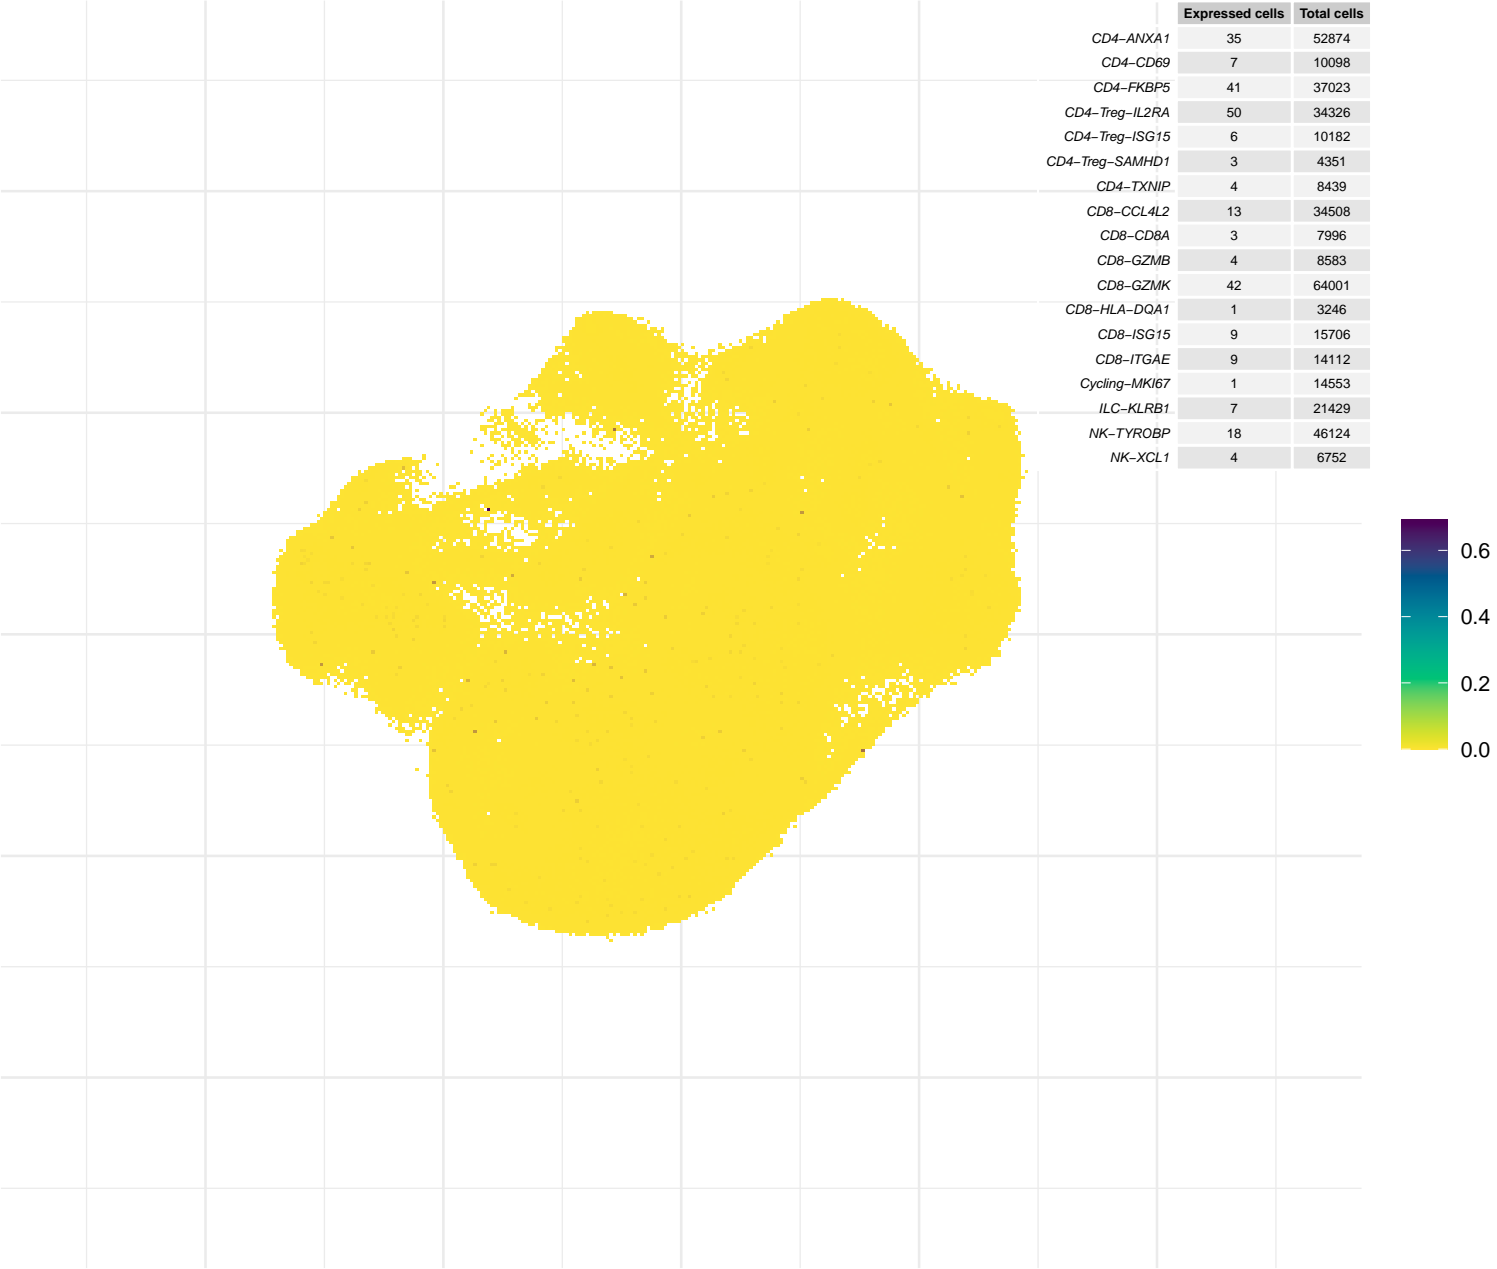 Expressed cells Total cells
CD4−ANXA1 35 52874
CD4−CD69 7 10098
CD4−FKBP5 41 37023
CD4−Treg−IL2RA 50 34326
CD4−Treg−ISG15 6 10182
CD4−Treg−SAMHD1 3 4351
CD4−TXNIP 4 8439
CD8−CCL4L2 13 34508
CD8−CD8A 3 7996
CD8−GZMB 4 8583
CD8−GZMK 42 64001
CD8−HLA−DQA1 1 3246
CD8−ISG15 9 15706
CD8−ITGAE 9 14112
Cycling−MKI67 1 14553
ILC−KLRB1 7 21429
NK−TYROBP 18 46124
NK−XCL1 4 6752
0.6
0.4
0.2
0.0